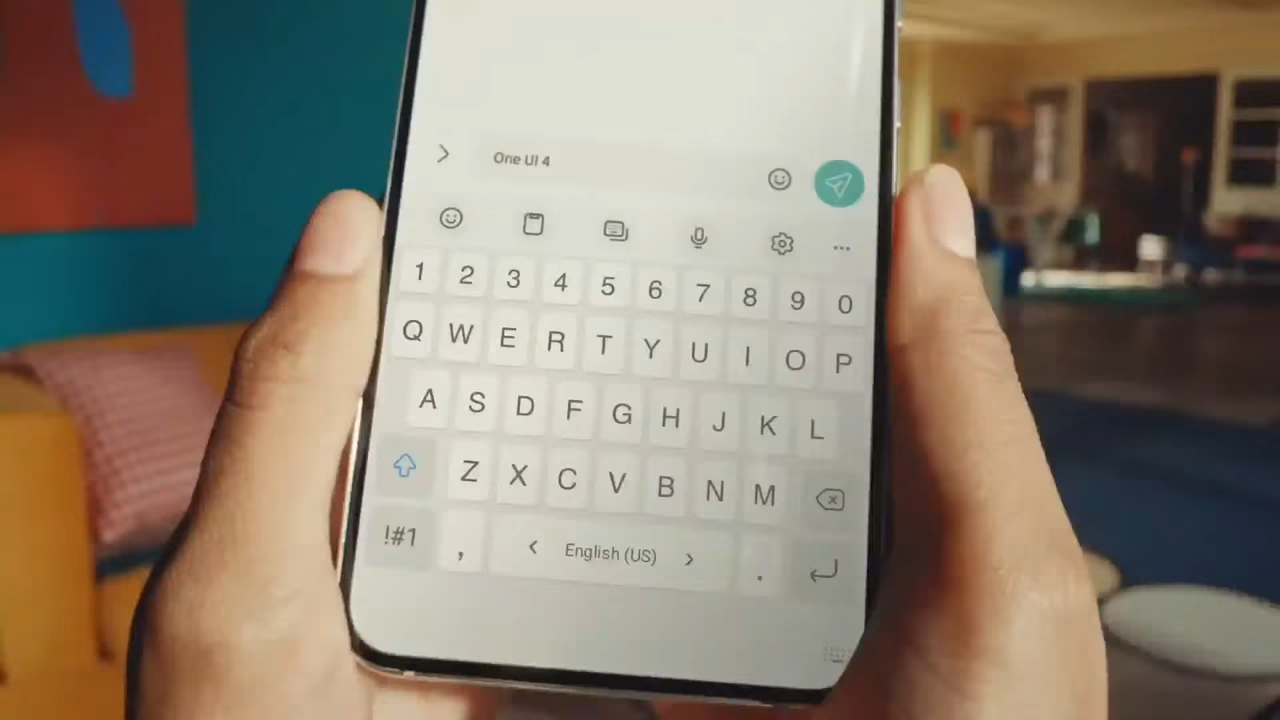 One UI 4
1 2 3 4 5 6 7 8 9 0
Q W E R T Y U I O P
A S D F G H J K L
Z X C V B N M
!#1 , < English (US) > .